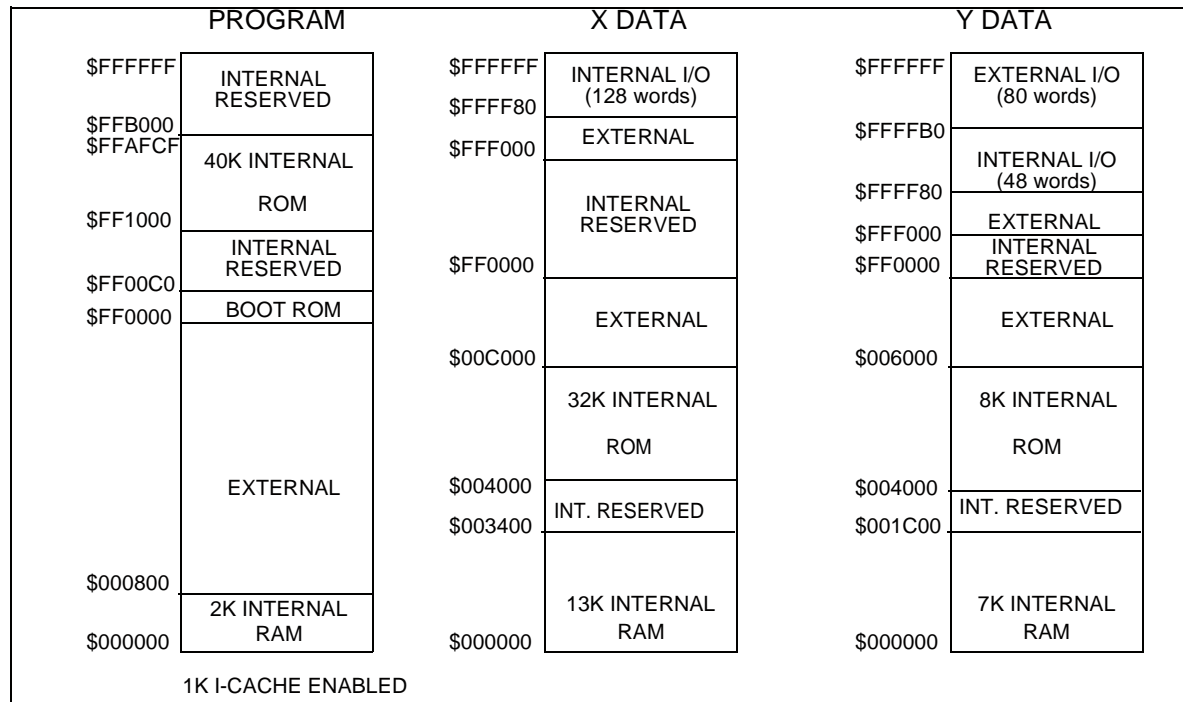 PROGRAM
$FFFFFF
INTERNAL
RESERVED
$FFB000
$FFAFCF
40K INTERNAL
ROM
$FF1000
INTERNAL
RESERVED
$FF00C0
BOOT ROM
$FF0000
EXTERNAL
$000800
2K INTERNAL
RAM
$000000
1K I-CACHE ENABLED
X DATA
$FFFFFF
INTERNAL I/O
(128 words)
$FFFF80
EXTERNAL
$FFF000
INTERNAL
RESERVED
$FF0000
EXTERNAL
$00C000
32K INTERNAL
ROM
$004000
INT. RESERVED
$003400
13K INTERNAL
RAM
$000000
Y DATA
$FFFFFF
EXTERNAL I/O
(80 words)
$FFFFB0
INTERNAL I/O
(48 words)
$FFFF80
EXTERNAL
$FFF000
INTERNAL
RESERVED
$FF0000
EXTERNAL
$006000
8K INTERNAL
ROM
$004000
INT. RESERVED
$001C00
7K INTERNAL
RAM
$000000